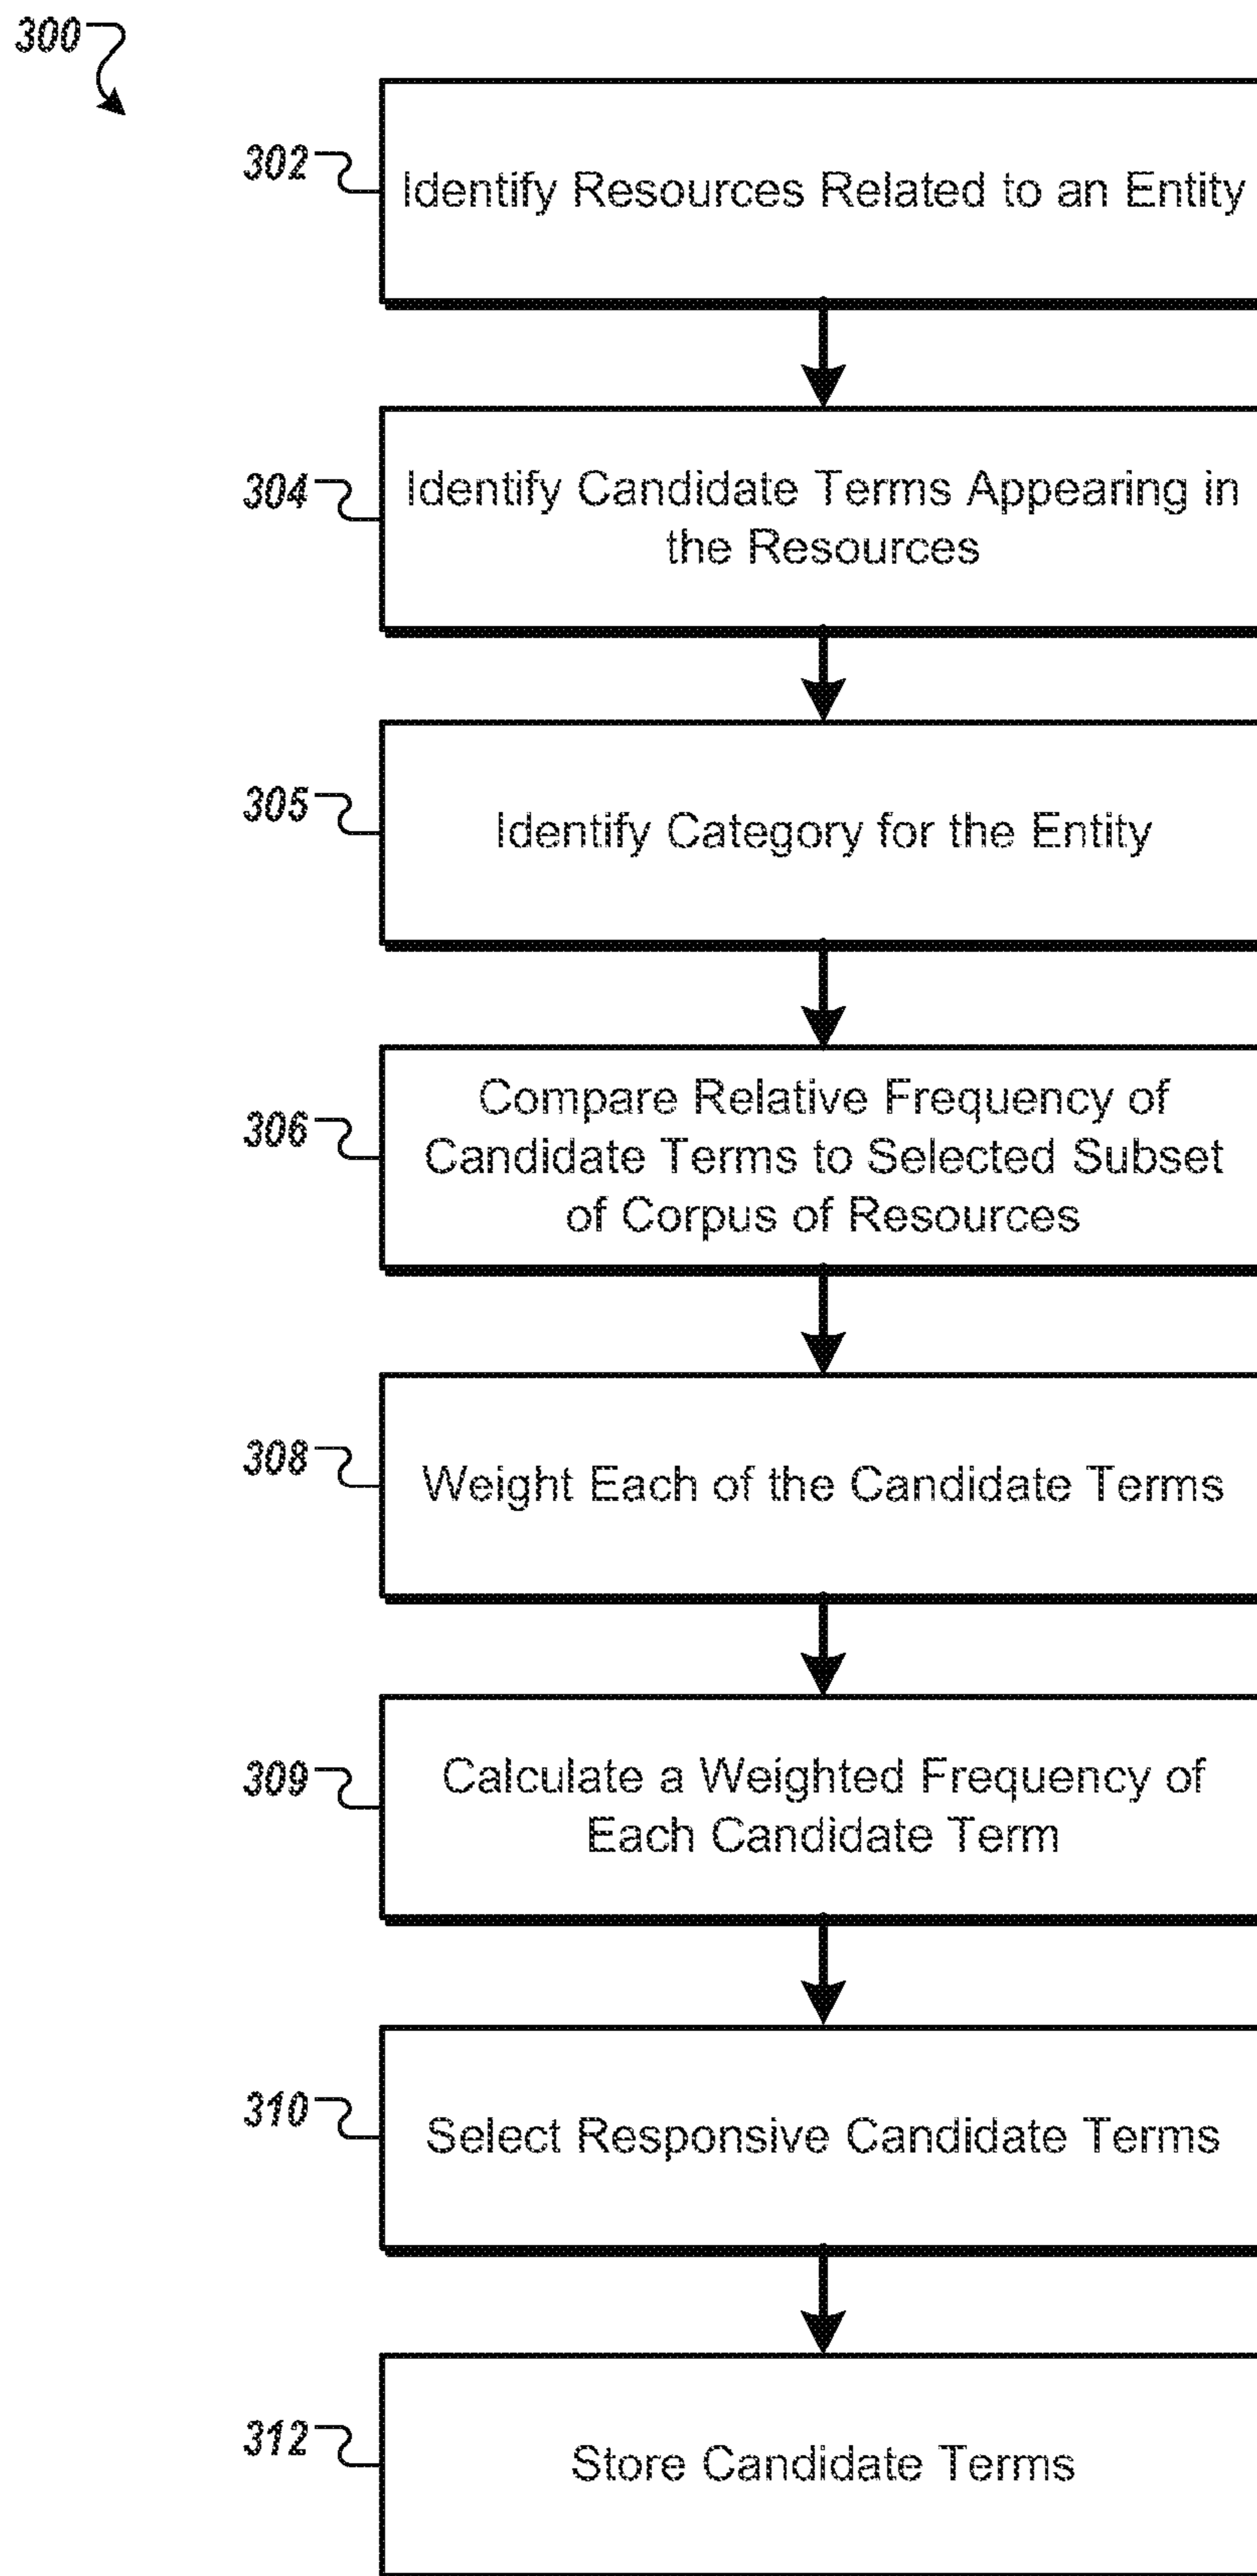 300
302
Identify Resources Related to an Entity
304
Identify Candidate Terms Appearing in
the Resources
305
Identify Category for the Entity
306
Compare Relative Frequency of
Candidate Terms to Selected Subset
of Corpus of Resources
308
Weight Each of the Candidate Terms
309
Calculate a Weighted Frequency of
Each Candidate Term
310
Select Responsive Candidate Terms
312
Store Candidate Terms